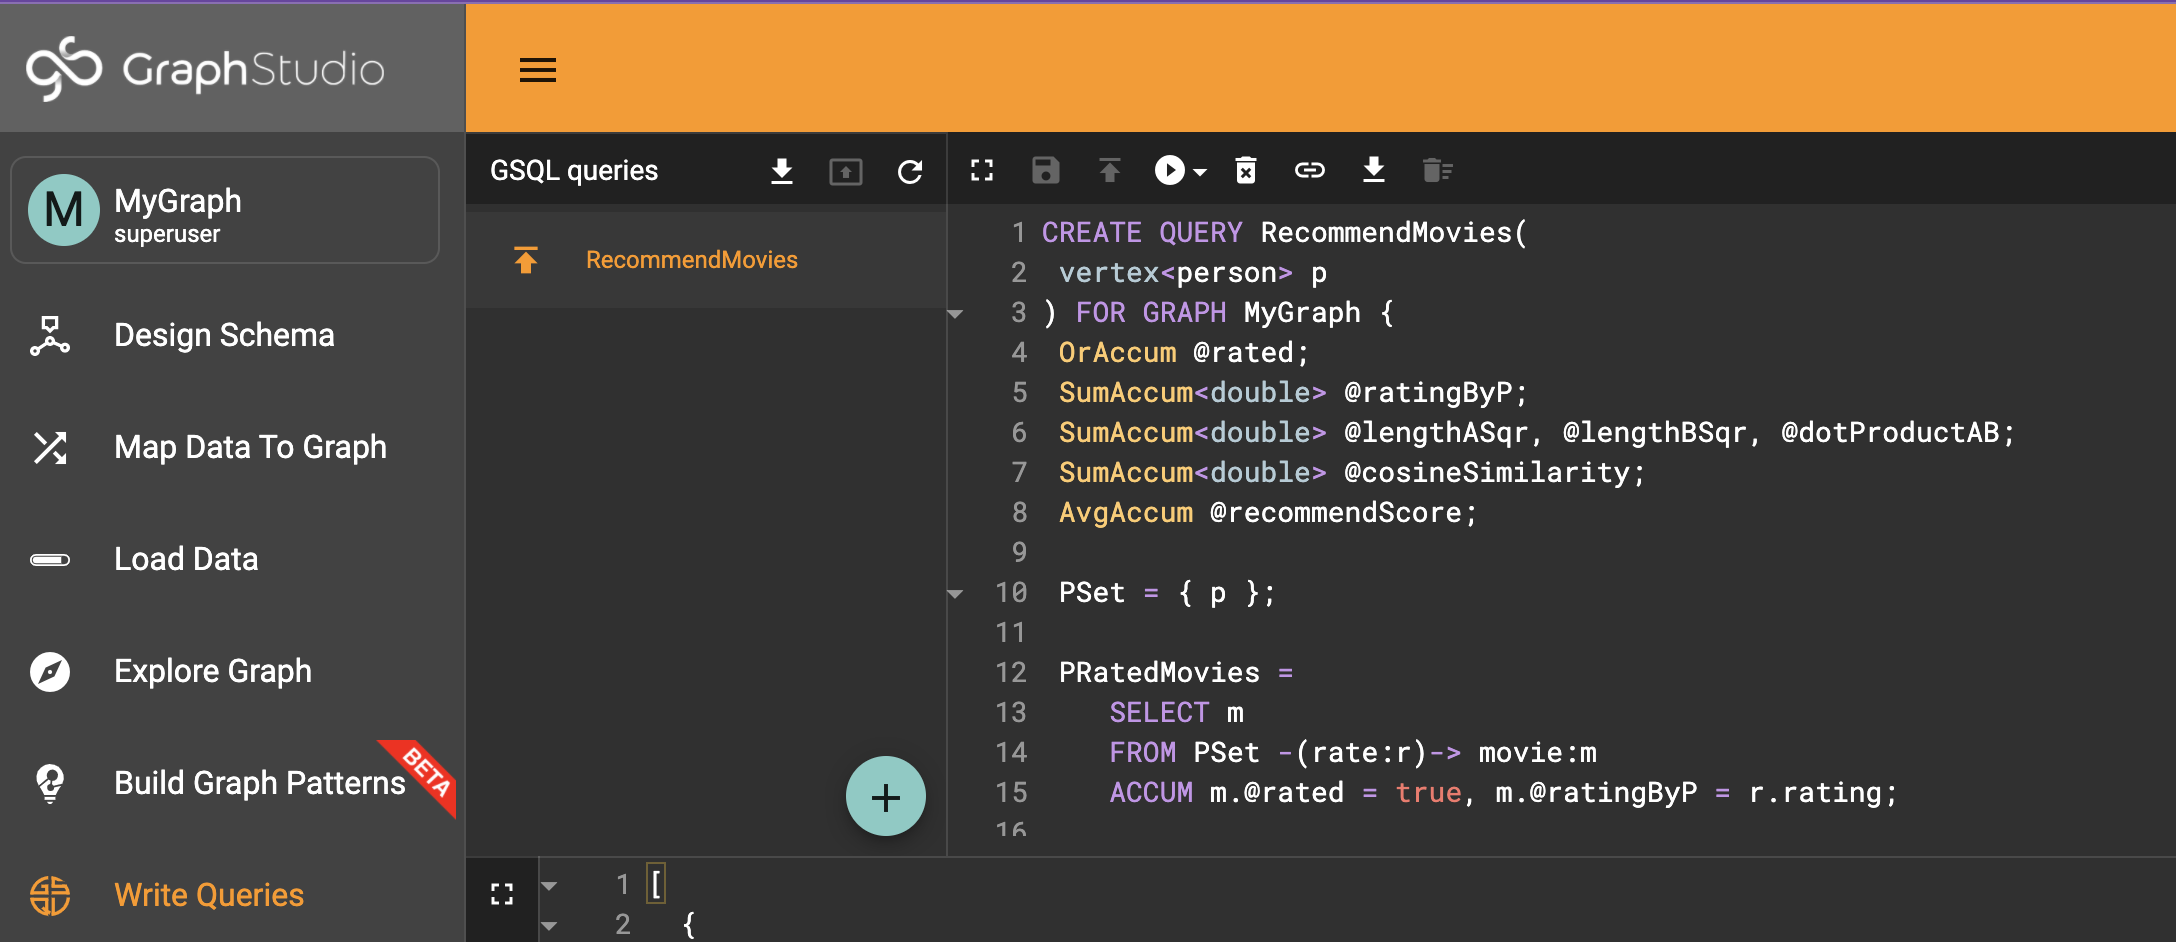 GraphStudio
M
MyGraph
superuser
Design Schema
Map Data To Graph
Load Data
Explore Graph
Build Graph Patterns
BETA
Write Queries
GSQL queries
RecommendMovies
+
1 CREATE QUERY RecommendMovies(
2 vertex<person> p
3 ) FOR GRAPH MyGraph {
4 OrAccum @rated;
5 SumAccum<double> @ratingByP;
6 SumAccum<double> @lengthASqr, @lengthBSqr, @dotProductAB;
7 SumAccum<double> @cosineSimilarity;
8 AvgAccum @recommendScore;
9
10 PSet = { p };
11
12 PRatedMovies =
13 SELECT m
14 FROM PSet -(rate:r)-> movie:m
15 ACCUM m.@rated = true, m.@ratingByP = r.rating;
16
1 [
2 {